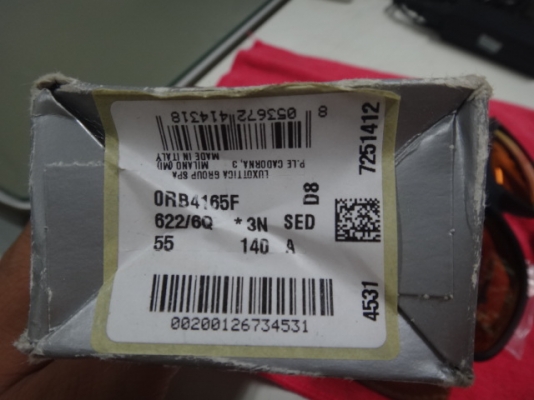 8 053672 414318
LUXOTTICA GROUP SPA
P.LE CADORNA, 3
MILANO (MI)
MADE IN ITALY
0RB4165F D8
622/6Q *3N SED
55 140 A
00200126734531
7251412
4531